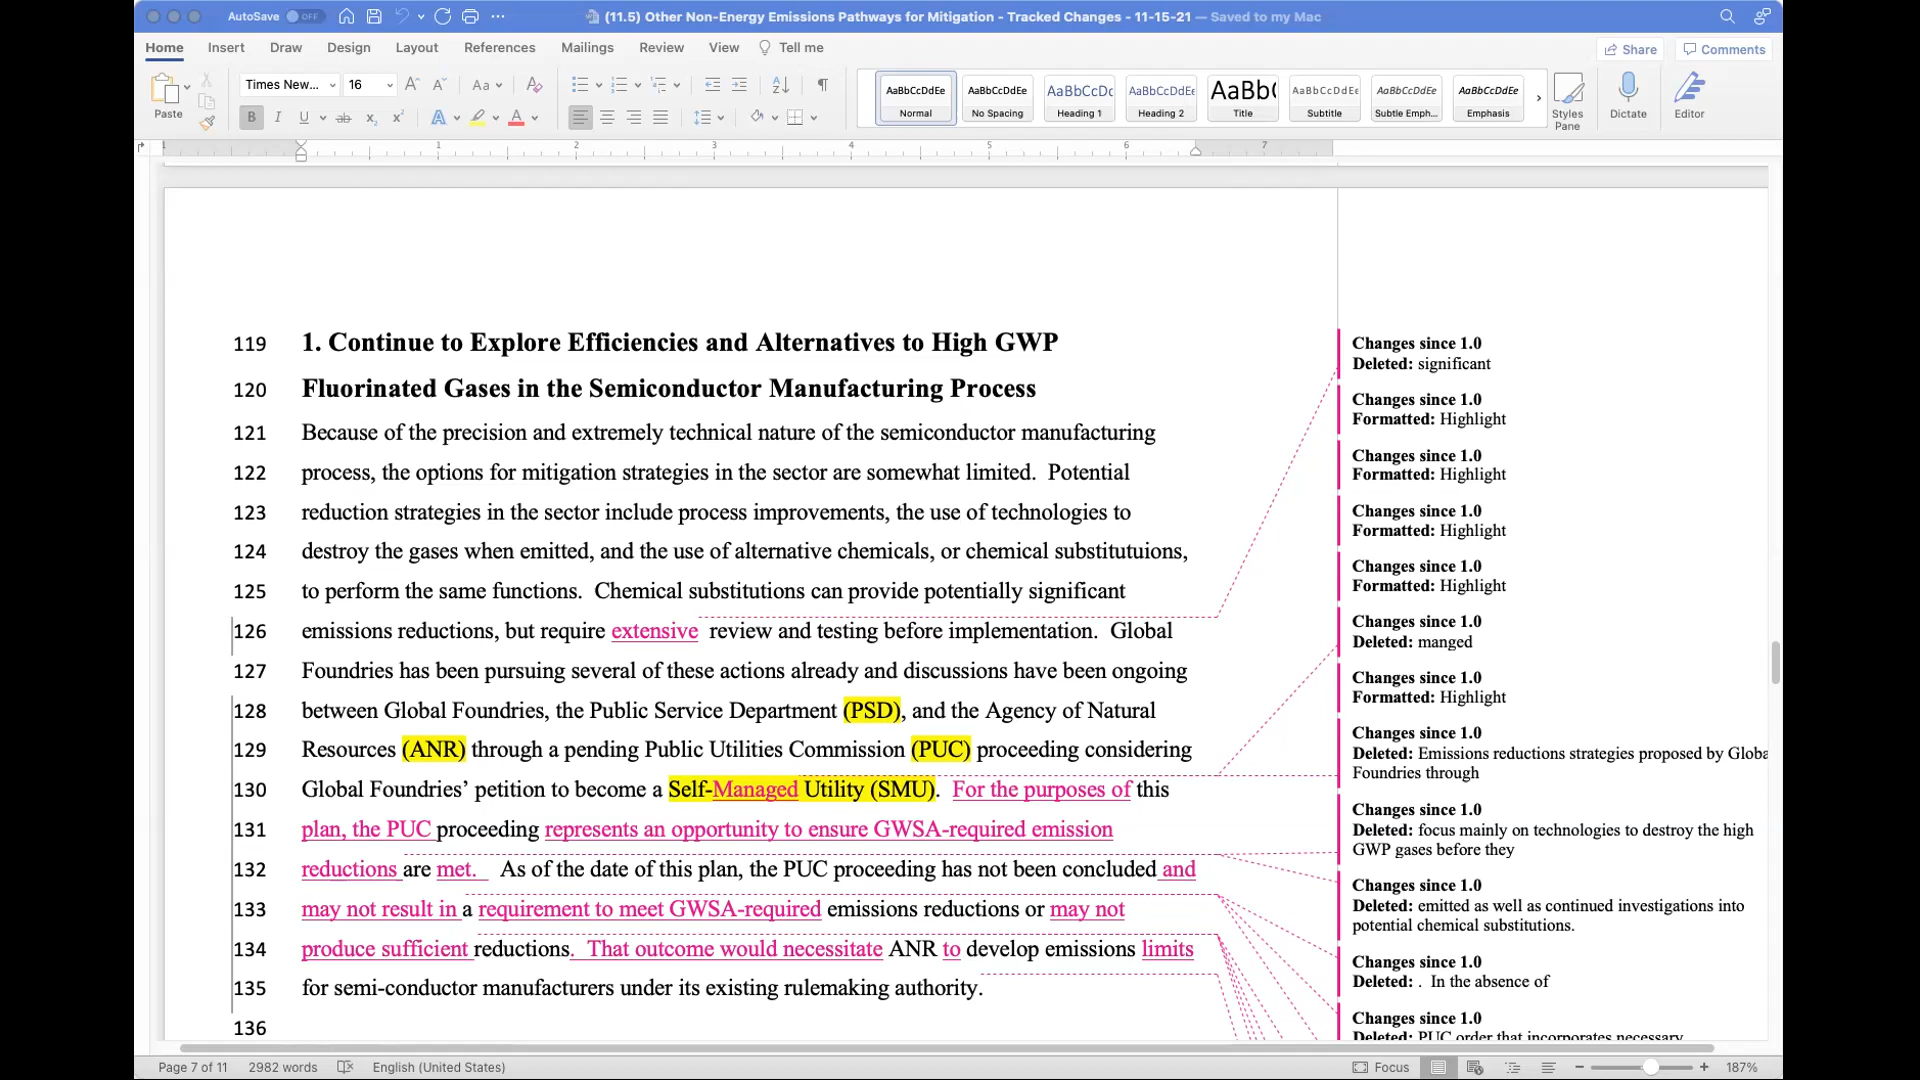 AutoSave OFF
(11.5) Other Non-Energy Emissions Pathways for Mitigation - Tracked Changes - 11-15-21 — Saved to my Mac
Home Insert Draw Design Layout References Mailings Review View Tell me
Share Comments
Paste
Times New... 16
AaBbCcDdEe Normal
AaBbCcDdEe No Spacing
AaBbCcDc Heading 1
AaBbCcDdEe Heading 2
AaBb( Title
AaBbCcDdEe Subtitle
AaBbCcDdEe Subtle Emph...
AaBbCcDdEe Emphasis
Styles Pane
Dictate
Editor
1 1 2 3 4 5 6 7
119 1. Continue to Explore Efficiencies and Alternatives to High GWP
120 Fluorinated Gases in the Semiconductor Manufacturing Process
121 Because of the precision and extremely technical nature of the semiconductor manufacturing
122 process, the options for mitigation strategies in the sector are somewhat limited.  Potential
123 reduction strategies in the sector include process improvements, the use of technologies to
124 destroy the gases when emitted, and the use of alternative chemicals, or chemical substitutuions,
125 to perform the same functions.  Chemical substitutions can provide potentially significant
126 emissions reductions, but require extensive  review and testing before implementation.  Global
127 Foundries has been pursuing several of these actions already and discussions have been ongoing
128 between Global Foundries, the Public Service Department (PSD), and the Agency of Natural
129 Resources (ANR) through a pending Public Utilities Commission (PUC) proceeding considering
130 Global Foundries’ petition to become a Self-Managed Utility (SMU).  For the purposes of this
131 plan, the PUC proceeding represents an opportunity to ensure GWSA-required emission
132 reductions are met.   As of the date of this plan, the PUC proceeding has not been concluded and
133 may not result in a requirement to meet GWSA-required emissions reductions or may not
134 produce sufficient reductions.  That outcome would necessitate ANR to develop emissions limits
135 for semi-conductor manufacturers under its existing rulemaking authority.
136
Changes since 1.0
Deleted: significant
Changes since 1.0
Formatted: Highlight
Changes since 1.0
Formatted: Highlight
Changes since 1.0
Formatted: Highlight
Changes since 1.0
Formatted: Highlight
Changes since 1.0
Deleted: manged
Changes since 1.0
Formatted: Highlight
Changes since 1.0
Deleted: Emissions reductions strategies proposed by Globa
Foundries through
Changes since 1.0
Deleted: focus mainly on technologies to destroy the high
GWP gases before they
Changes since 1.0
Deleted: emitted as well as continued investigations into
potential chemical substitutions.
Changes since 1.0
Deleted: .  In the absence of
Changes since 1.0
Deleted: PUC order that incorporates necessary
Page 7 of 11 2982 words English (United States)
Focus 187%